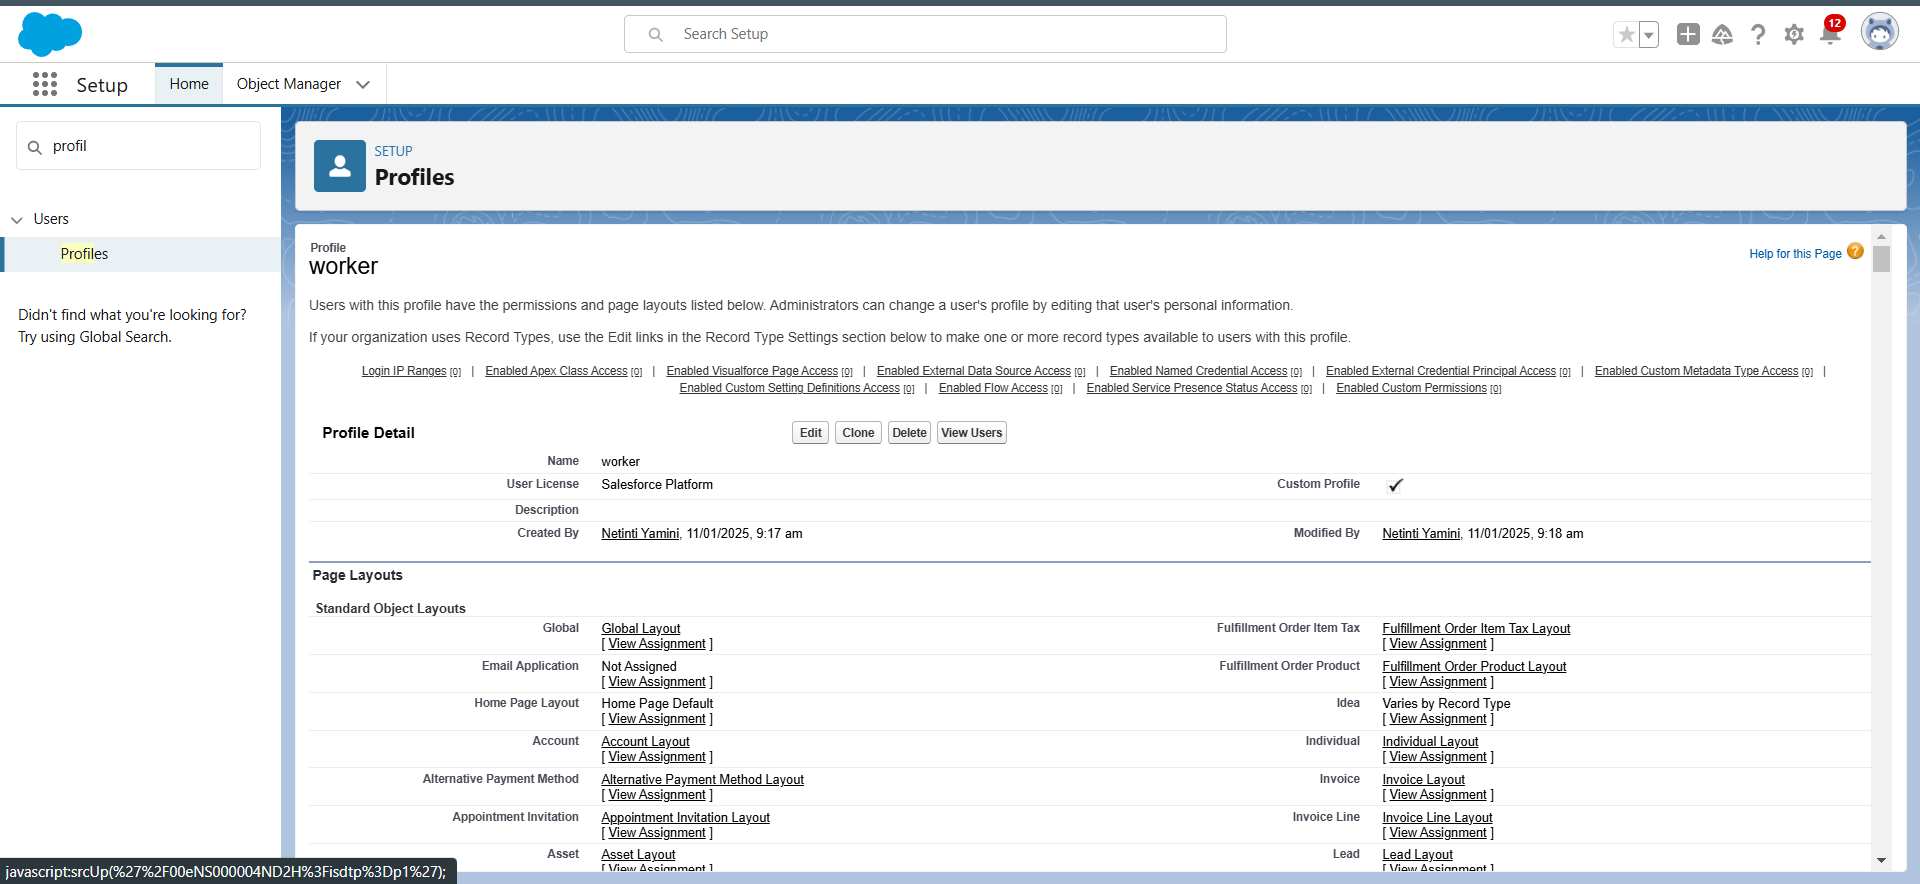 Search Setup
12
Setup
Home
Object Manager
profil
Users
Profiles
Didn't find what you're looking for?
Try using Global Search.
SETUP
Profiles
Profile
worker
Help for this Page ?
Users with this profile have the permissions and page layouts listed below. Administrators can change a user's profile by editing that user's personal information.
If your organization uses Record Types, use the Edit links in the Record Type Settings section below to make one or more record types available to users with this profile.
Login IP Ranges [0] | Enabled Apex Class Access [0] | Enabled Visualforce Page Access [0] | Enabled External Data Source Access [0] | Enabled Named Credential Access [0] | Enabled External Credential Principal Access [0] | Enabled Custom Metadata Type Access [0] |
Enabled Custom Setting Definitions Access [0] | Enabled Flow Access [0] | Enabled Service Presence Status Access [0] | Enabled Custom Permissions [0]
Profile Detail
Edit Clone Delete View Users
Name worker
User License Salesforce Platform Custom Profile ✓
Description
Created By Netinti Yamini, 11/01/2025, 9:17 am Modified By Netinti Yamini, 11/01/2025, 9:18 am
Page Layouts
Standard Object Layouts
Global Global Layout Fulfillment Order Item Tax Fulfillment Order Item Tax Layout
[ View Assignment ] [ View Assignment ]
Email Application Not Assigned Fulfillment Order Product Fulfillment Order Product Layout
[ View Assignment ] [ View Assignment ]
Home Page Layout Home Page Default Idea Varies by Record Type
[ View Assignment ] [ View Assignment ]
Account Account Layout Individual Individual Layout
[ View Assignment ] [ View Assignment ]
Alternative Payment Method Alternative Payment Method Layout Invoice Invoice Layout
[ View Assignment ] [ View Assignment ]
Appointment Invitation Appointment Invitation Layout Invoice Line Invoice Line Layout
[ View Assignment ] [ View Assignment ]
Asset Asset Layout Lead Lead Layout
[ View Assignment ] [ View Assignment ]
javascript:srcUp(%27%2F00eNS000004ND2H%3Fisdtp%3Dp1%27);